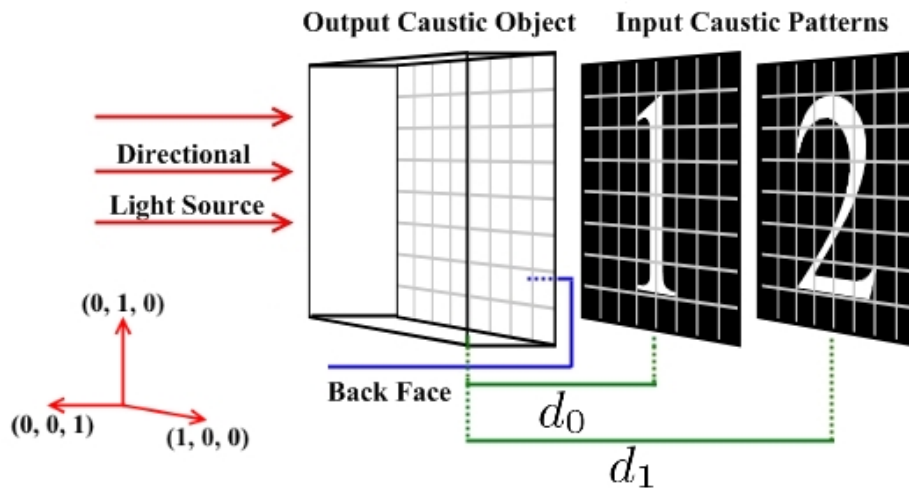 Output Caustic Object
Input Caustic Patterns
Directional
Light Source
1
2
(0, 1, 0)
(0, 0, 1)
(1, 0, 0)
Back Face
d0
d1